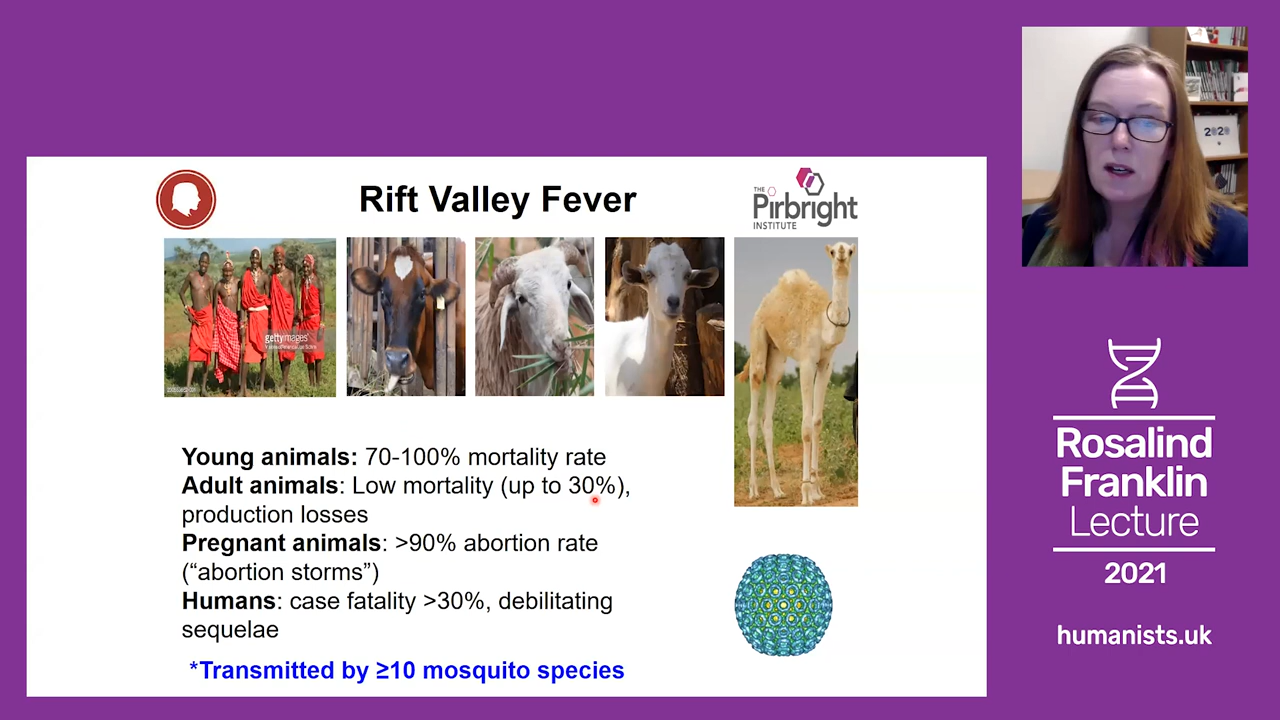 Rift Valley Fever
THE
Pirbright
INSTITUTE
gettyimages
2020
Young animals: 70-100% mortality rate
Adult animals: Low mortality (up to 30%),
production losses
Pregnant animals: >90% abortion rate
(“abortion storms”)
Humans: case fatality >30%, debilitating
sequelae
*Transmitted by ≥10 mosquito species
Rosalind
Franklin
Lecture
2021
humanists.uk